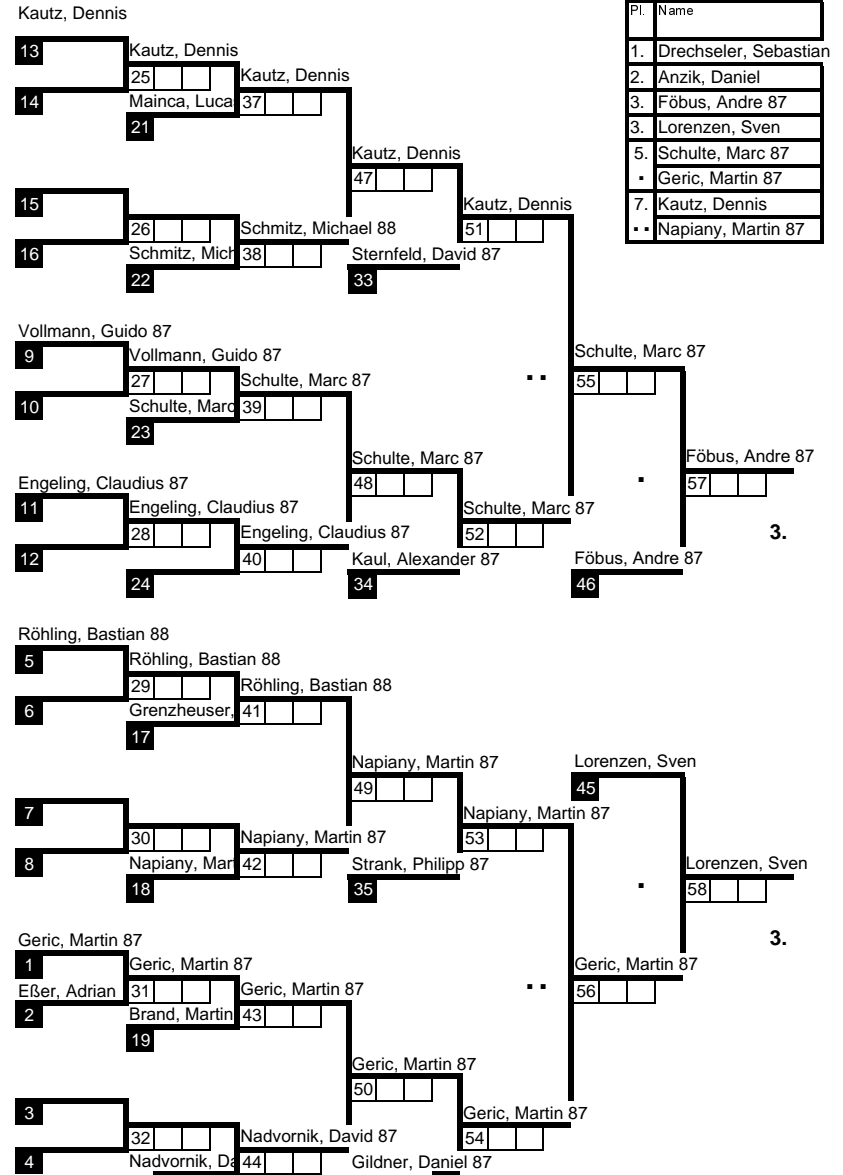 Kautz, Dennis
Pl. Name
13 Kautz, Dennis
1. Drechseler, Sebastian
25 Kautz, Dennis
2. Anzik, Daniel
14 Mainca, Luca 37
3. Föbus, Andre 87
21
3. Lorenzen, Sven
Kautz, Dennis
5. Schulte, Marc 87
47
. Geric, Martin 87
15 Kautz, Dennis
7. Kautz, Dennis
26 Schmitz, Michael 88 51
.. Napiany, Martin 87
16 Schmitz, Mich 38 Sternfeld, David 87
22 33
Vollmann, Guido 87
9 Vollmann, Guido 87 Schulte, Marc 87
27 Schulte, Marc 87 .. 55
10 Schulte, Marc 39
23
Schulte, Marc 87 Föbus, Andre 87
Engeling, Claudius 87 48 . 57
11 Engeling, Claudius 87 Schulte, Marc 87
28 Engeling, Claudius 87 52 3.
12 40 Kaul, Alexander 87 Föbus, Andre 87
24 34 46
Röhling, Bastian 88
5 Röhling, Bastian 88
29 Röhling, Bastian 88
6 Grenzheuser, 41
17
Napiany, Martin 87 Lorenzen, Sven
49 45
7 Napiany, Martin 87
30 Napiany, Martin 87 53
8 Napiany, Mart 42 Strank, Philipp 87 Lorenzen, Sven
18 35 . 58
Geric, Martin 87 3.
1 Geric, Martin 87 Geric, Martin 87
Eßer, Adrian 31 Geric, Martin 87 .. 56
2 Brand, Martin 43
19
Geric, Martin 87
50
3 Geric, Martin 87
32 Nadvornik, David 87 54
4 Nadvornik, Da 44 Gildner, Daniel 87